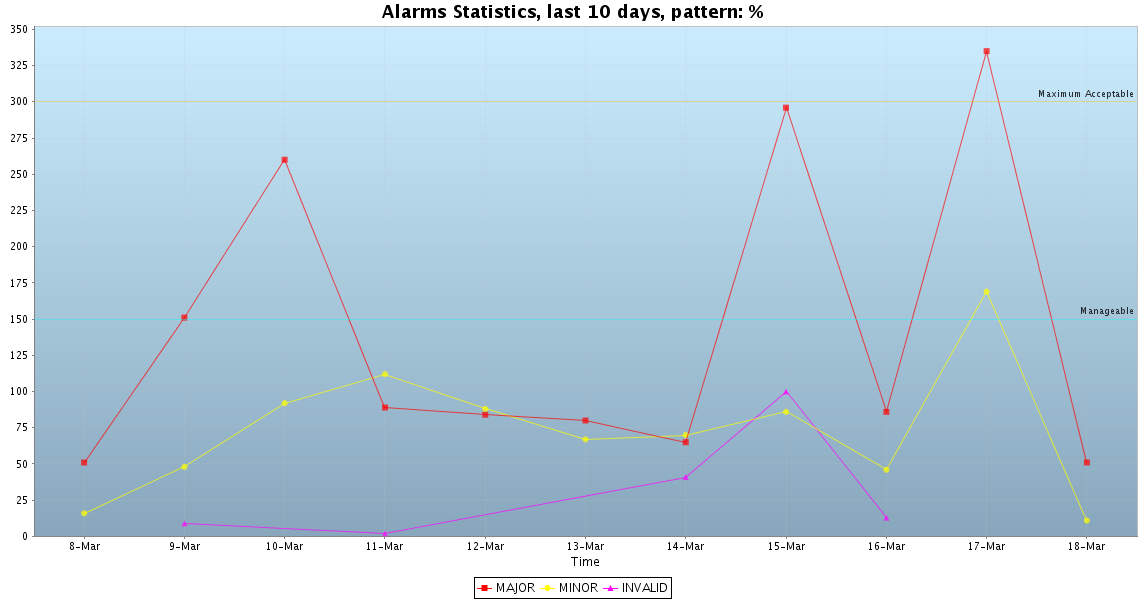 Alarms Statistics, last 10 days, pattern: %
350
325
300
275
250
225
200
175
150
125
100
75
50
25
0
Maximum Acceptable
Manageable
8-Mar 9-Mar 10-Mar 11-Mar 12-Mar 13-Mar 14-Mar 15-Mar 16-Mar 17-Mar 18-Mar
Time
MAJOR MINOR INVALID